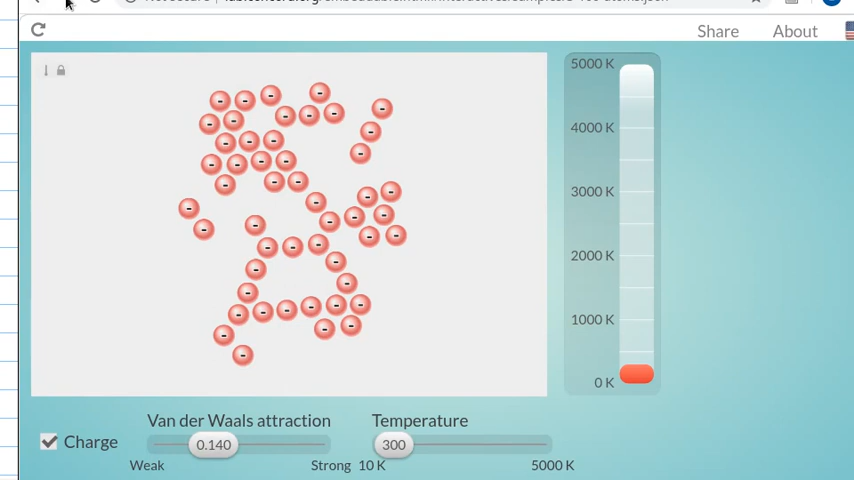 Share About
5000 K
4000 K
3000 K
2000 K
1000 K
0 K
Charge
Van der Waals attraction
0.140
Weak Strong
Temperature
300
10 K 5000 K